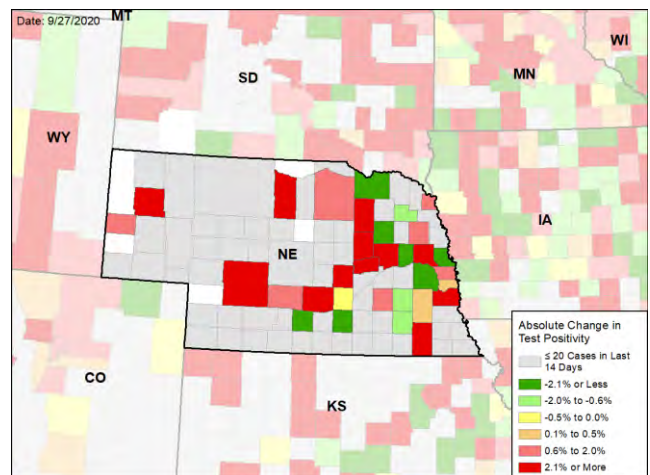 Date: 9/27/2020
MT
WI
SD
MN
WY
IA
NE
CO
KS
Absolute Change in
Test Positivity
≤ 20 Cases in Last
14 Days
-2.1% or Less
-2.0% to -0.6%
-0.5% to 0.0%
0.1% to 0.5%
0.6% to 2.0%
2.1% or More